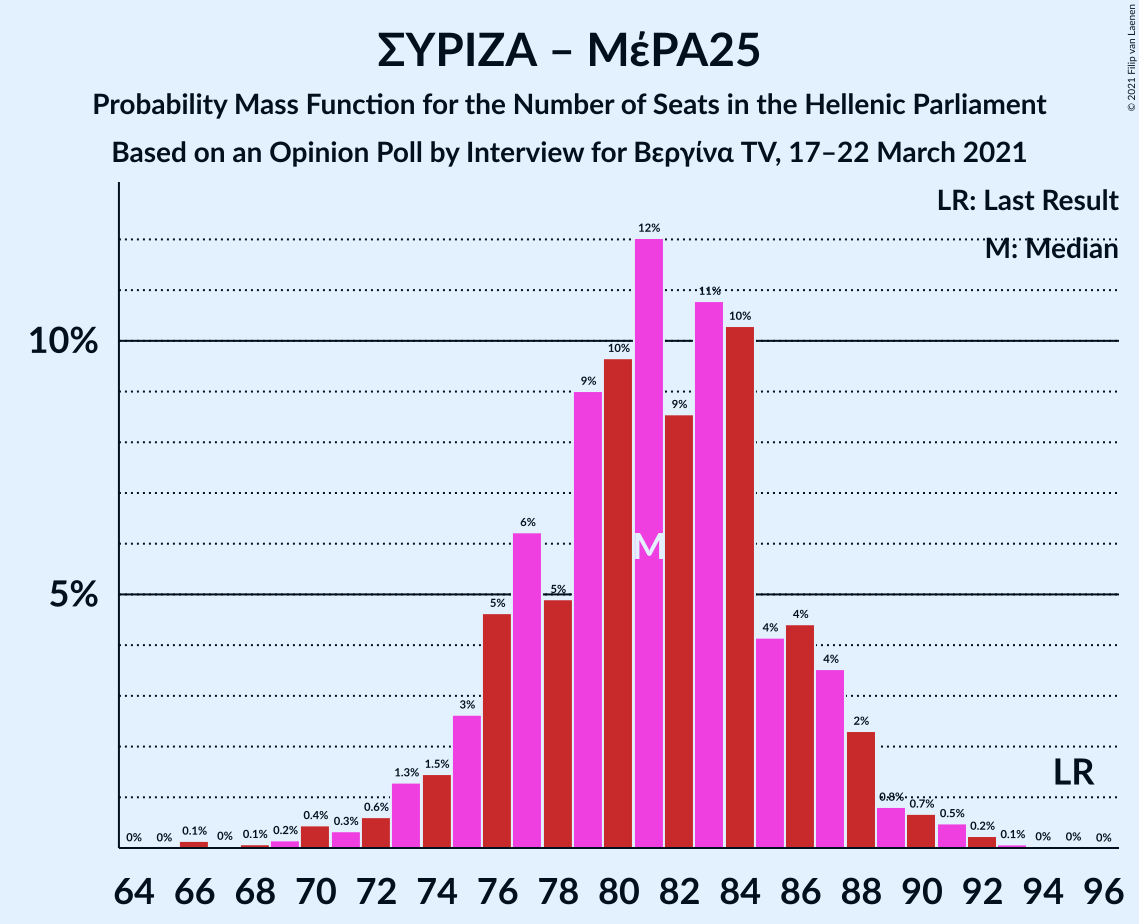 ΣΥΡΙΖΑ – ΜέΡΑ25
Probability Mass Function for the Number of Seats in the Hellenic Parliament
Based on an Opinion Poll by Interview for Βεργίνα TV, 17–22 March 2021
© 2021 Filip van Laenen
LR: Last Result
M: Median
10%
5%
0% 0% 0.1% 0% 0.1% 0.2% 0.4% 0.3% 0.6% 1.3% 1.5% 3% 5% 6% 5% 9% 10% 12% 9% 11% 10% 4% 4% 4% 2% 0.8% 0.7% 0.5% 0.2% 0.1% 0% 0% 0%
M
LR
64 66 68 70 72 74 76 78 80 82 84 86 88 90 92 94 96